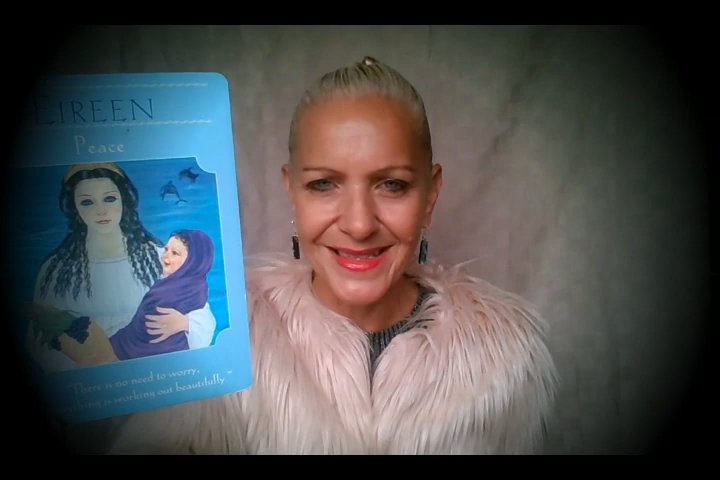 EIREEN
Peace
"There is no need to worry,
is working out beautifully."